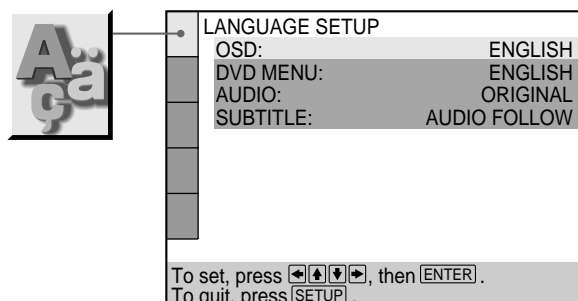 Aäça
LANGUAGE SETUP
OSD: ENGLISH
DVD MENU: ENGLISH
AUDIO: ORIGINAL
SUBTITLE: AUDIO FOLLOW
To set, press ←↑↓→, then ENTER.
To quit, press SETUP.